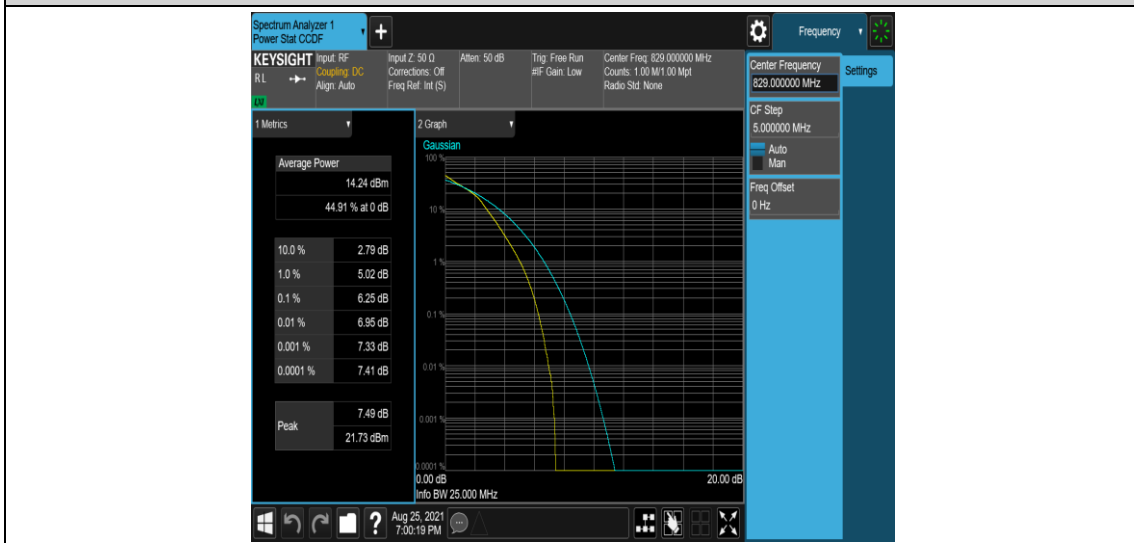 Spectrum Analyzer 1
Power Stat CCDF
Frequency
KEYSIGHT
RL
LXI
Input: RF
Coupling: DC
Align: Auto
Input Z: 50 Ω
Corrections: Off
Freq Ref: Int (S)
Atten: 50 dB
Trig: Free Run
#IF Gain: Low
Center Freq: 829.000000 MHz
Counts: 1.00 M/1.00 Mpt
Radio Std: None
Center Frequency
829.000000 MHz
Settings
CF Step
5.000000 MHz
Auto
Man
Freq Offset
0 Hz
1 Metrics
Average Power
14.24 dBm
44.91 % at 0 dB
10.0 % 2.79 dB
1.0 % 5.02 dB
0.1 % 6.25 dB
0.01 % 6.95 dB
0.001 % 7.33 dB
0.0001 % 7.41 dB
Peak
7.49 dB
21.73 dBm
2 Graph
Gaussian
100 %
10 %
1 %
0.1 %
0.01 %
0.001 %
0.0001 %
0.00 dB 20.00 dB
Info BW 25.000 MHz
Aug 25, 2021
7:00:19 PM